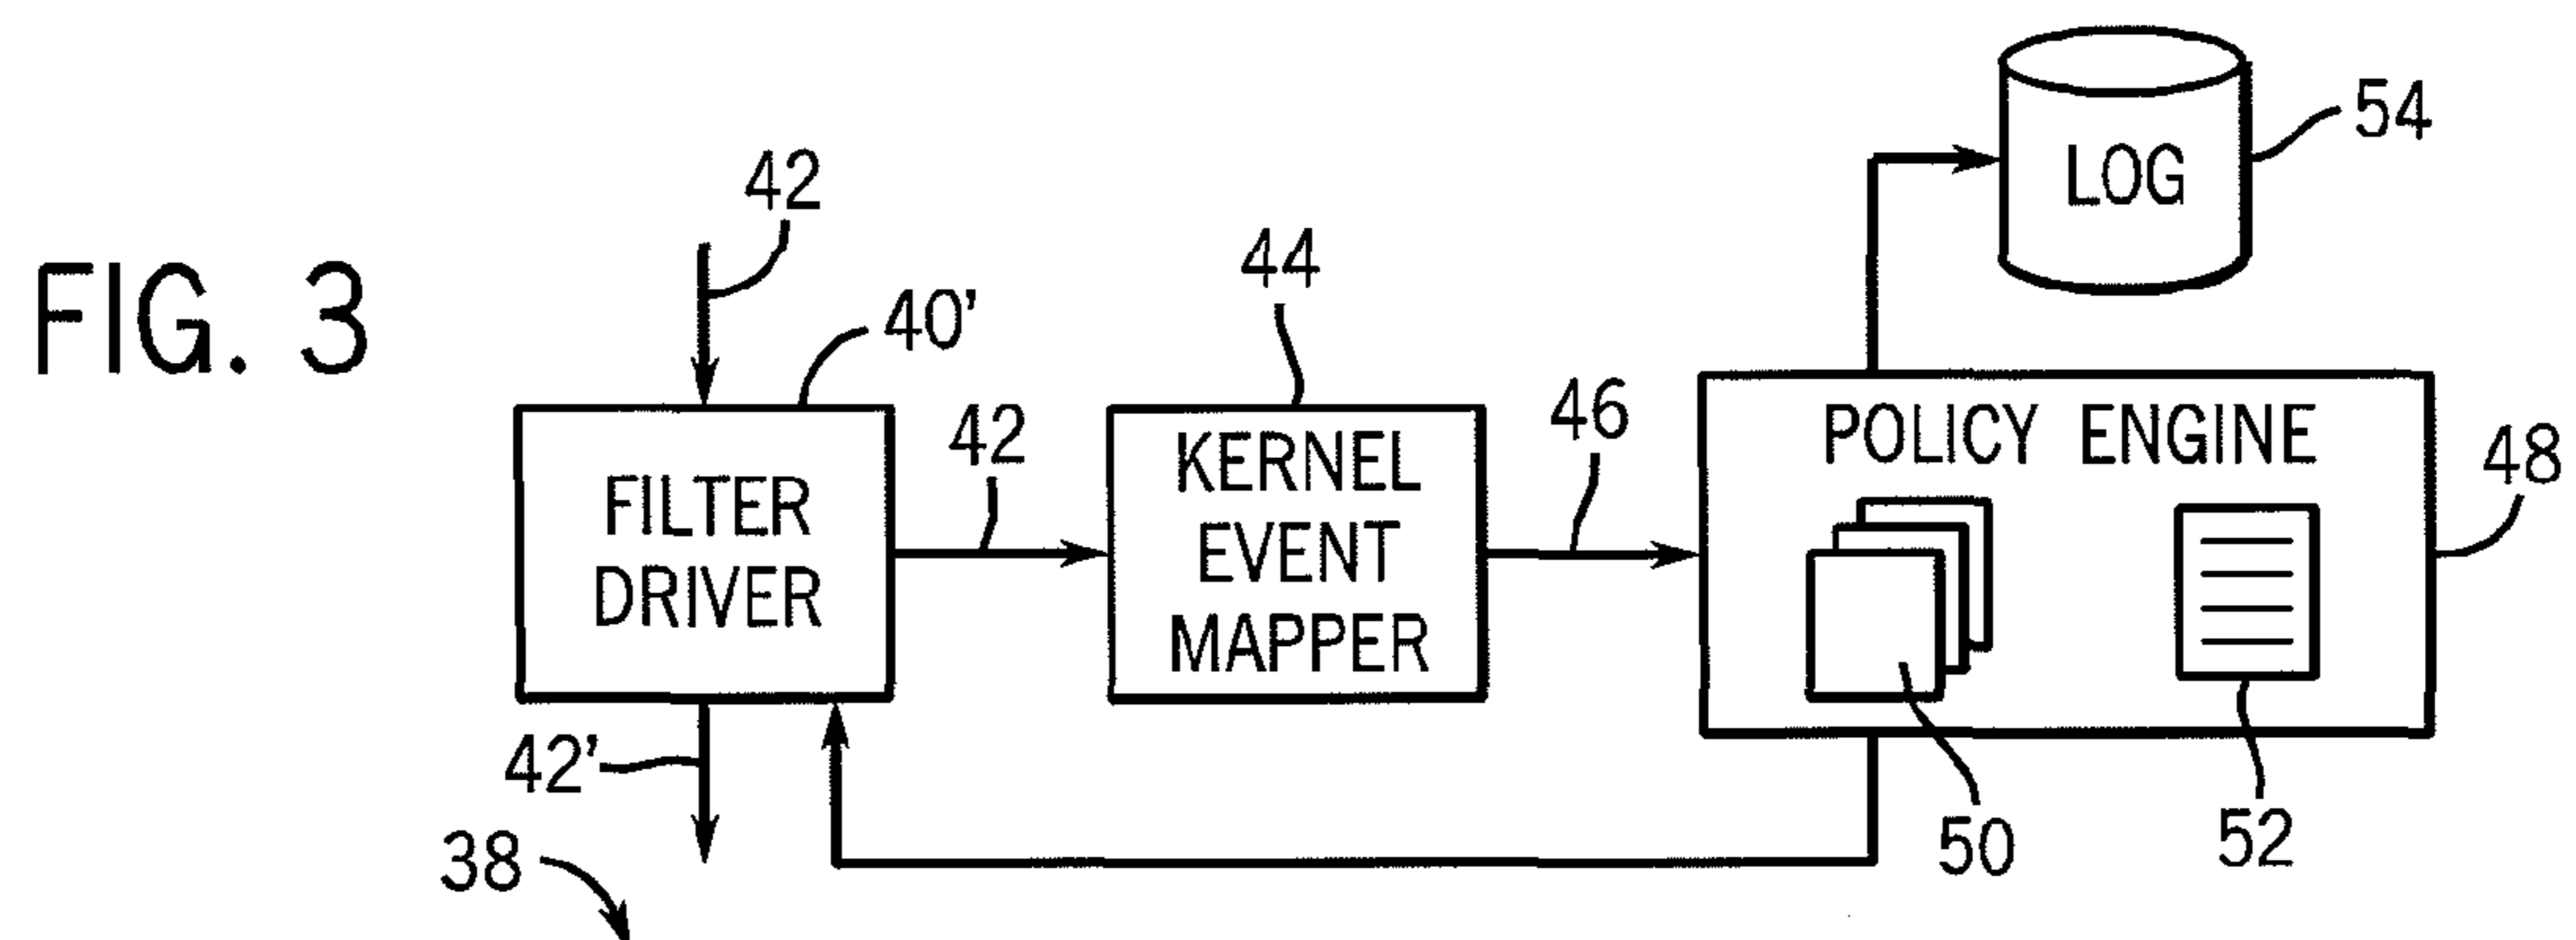 FIG. 3
42
40'
42
44
46
54
LOG
48
FILTER
DRIVER
KERNEL
EVENT
MAPPER
POLICY ENGINE
42'
38
50
52